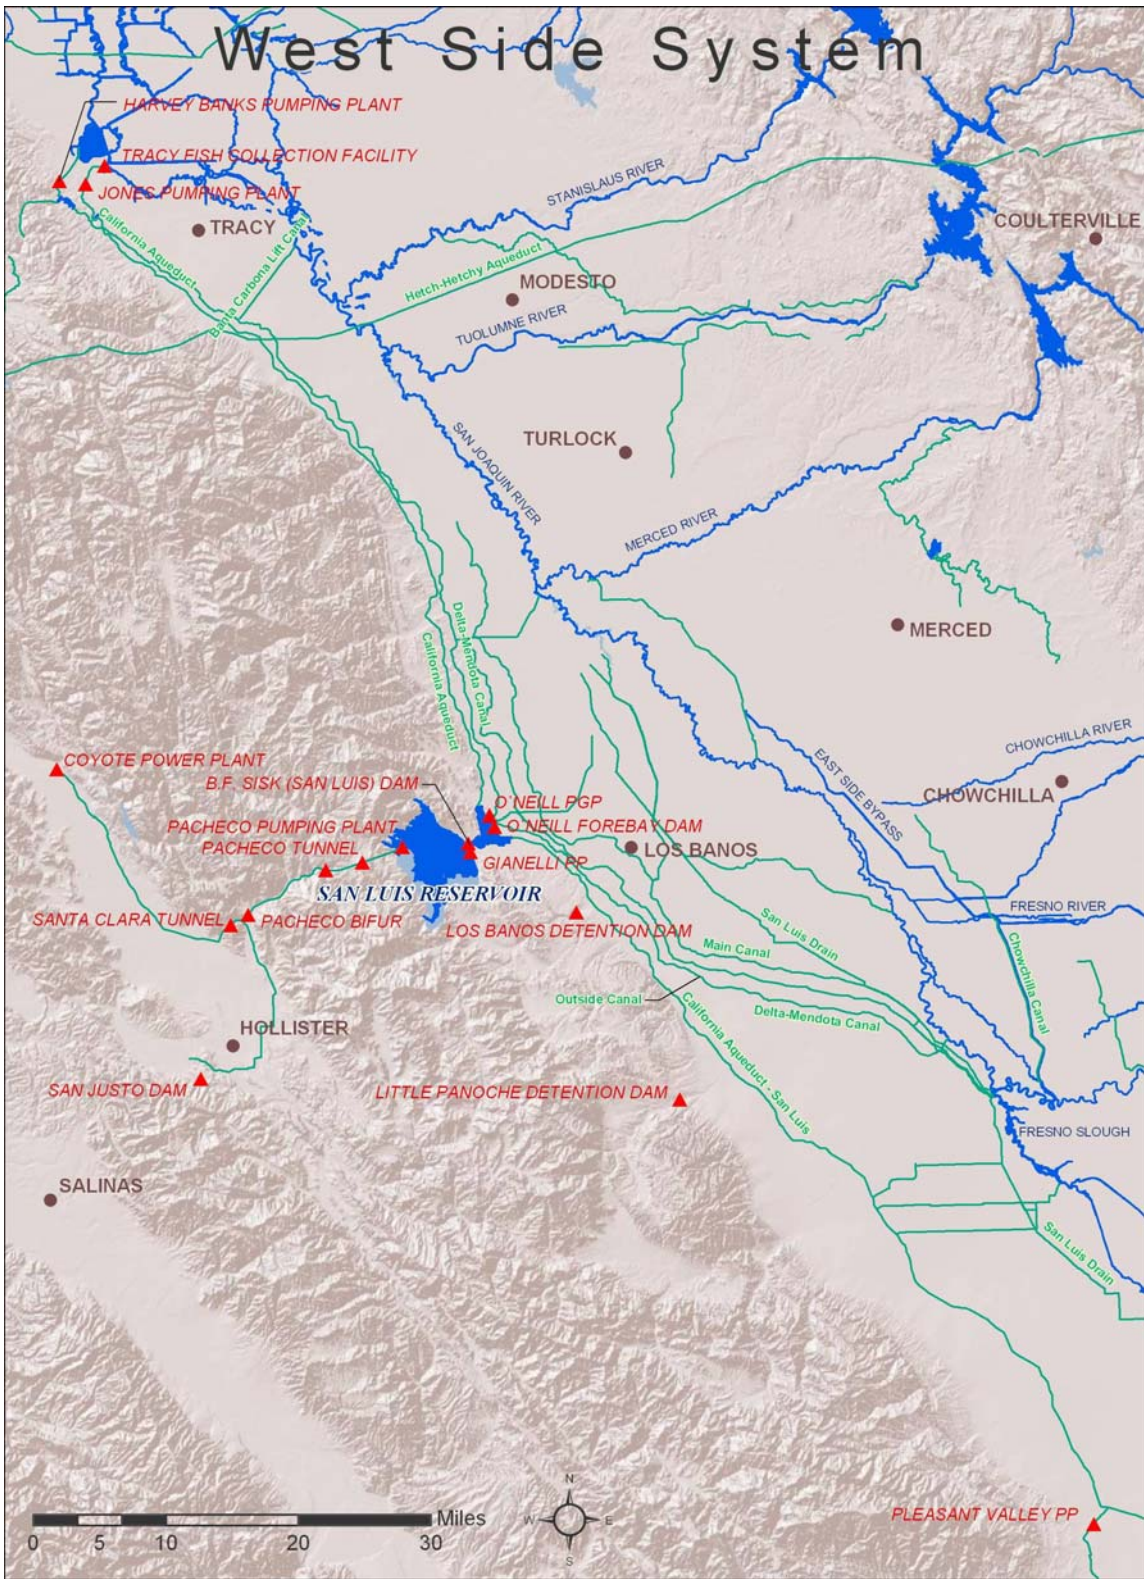 West Side System
HARVEY BANKS PUMPING PLANT
TRACY FISH COLLECTION FACILITY
JONES PUMPING PLANT
STANISLAUS RIVER
California Aqueduct
TRACY
Banta Carbona Lift Canal
COULTERVILLE
Hetch-Hetchy Aqueduct
MODESTO
TUOLUMNE RIVER
TURLOCK
SAN JOAQUIN RIVER
MERCED RIVER
MERCED
Delta-Mendota Canal
California Aqueduct
CHOWCHILLA RIVER
EAST SIDE BYPASS
COYOTE POWER PLANT
B.F. SISK (SAN LUIS) DAM
CHOWCHILLA
O'NEILL PGP
PACHECO PUMPING PLANT
O'NEILL FOREBAY DAM
PACHECO TUNNEL
LOS BANOS
GIANELLI PP
SAN LUIS RESERVOIR
FRESNO RIVER
SANTA CLARA TUNNEL
PACHECO BIFUR
LOS BANOS DETENTION DAM
San Luis Drain
Main Canal
Chowchilla Canal
Outside Canal
Delta-Mendota Canal
California Aqueduct - San Luis
HOLLISTER
SAN JUSTO DAM
LITTLE PANOCHE DETENTION DAM
FRESNO SLOUGH
SALINAS
San Luis Drain
PLEASANT VALLEY PP
Miles
0 5 10 20 30
N
W E
S